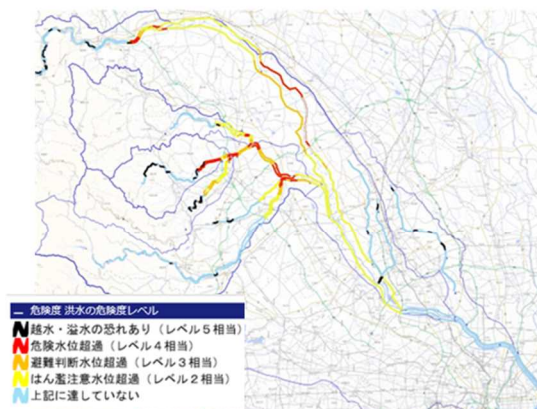 危険度 洪水の危険度レベル
越水・溢水の恐れあり（レベル5相当）
危険水位超過（レベル4相当）
避難判断水位超過（レベル3相当）
はん濫注意水位超過（レベル2相当）
上記に達していない